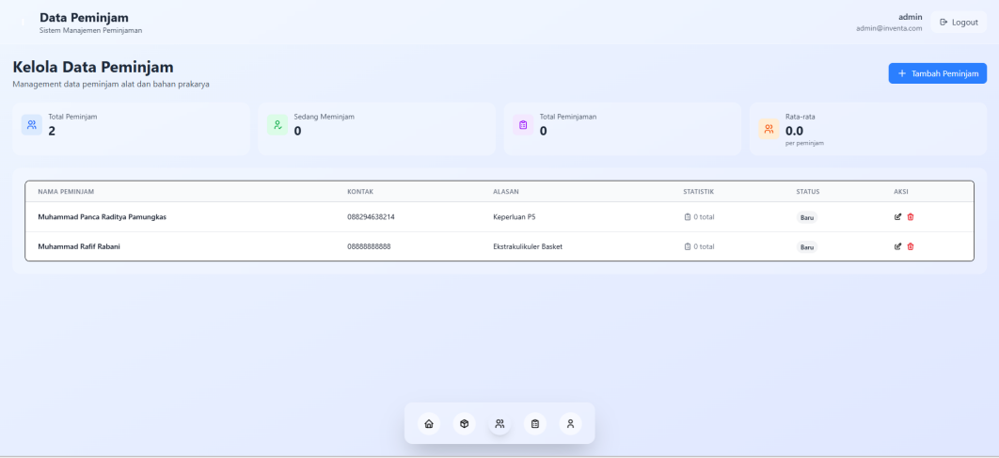 Data Peminjam
Sistem Manajemen Peminjaman
admin
admin@inventa.com
Logout
Kelola Data Peminjam
Management data peminjam alat dan bahan prakarya
Tambah Peminjam
Total Peminjam
2
Sedang Meminjam
0
Total Peminjaman
0
Rata-rata
0.0
per peminjam
NAMA PEMINJAM KONTAK ALASAN STATISTIK STATUS AKSI
Muhammad Panca Raditya Pamungkas 088294638214 Keperluan P5 0 total Baru
Muhammad Rafif Rabani 08888888888 Ekstrakulikuler Basket 0 total Baru